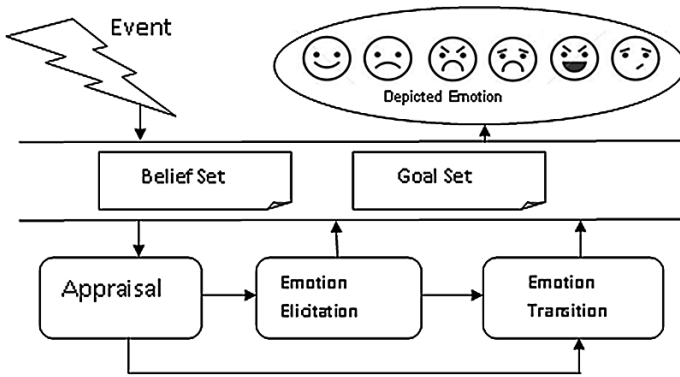 Event
Depicted Emotion
Belief Set
Goal Set
Appraisal
Emotion
Elicitation
Emotion
Transition